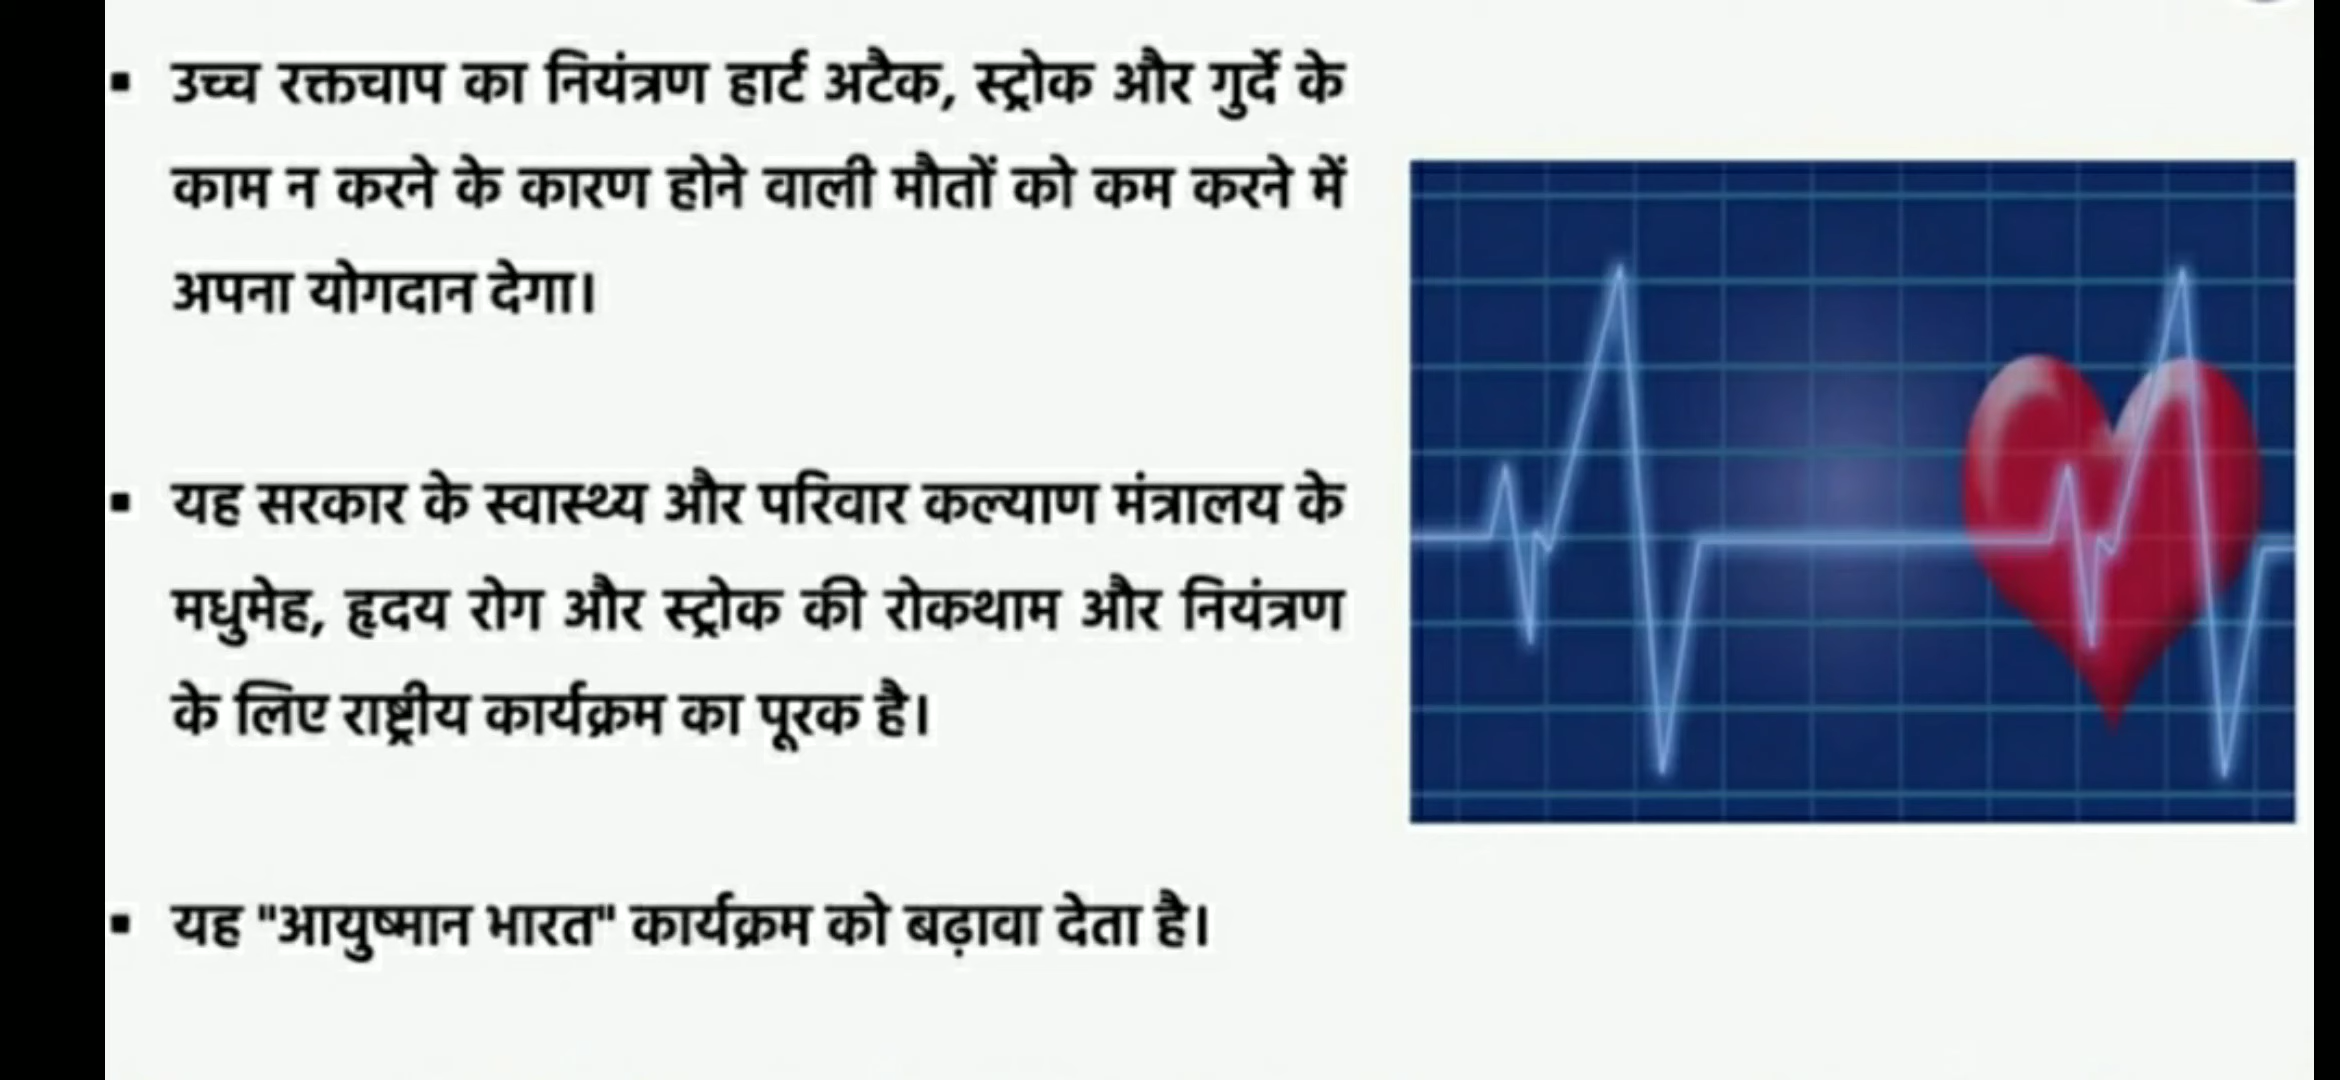 ▪ उच्च रक्तचाप का नियंत्रण हार्ट अटैक, स्ट्रोक और गुर्दे के
काम न करने के कारण होने वाली मौतों को कम करने में
अपना योगदान देगा।
▪ यह सरकार के स्वास्थ्य और परिवार कल्याण मंत्रालय के
मधुमेह, हृदय रोग और स्ट्रोक की रोकथाम और नियंत्रण
के लिए राष्ट्रीय कार्यक्रम का पूरक है।
▪ यह "आयुष्मान भारत" कार्यक्रम को बढ़ावा देता है।